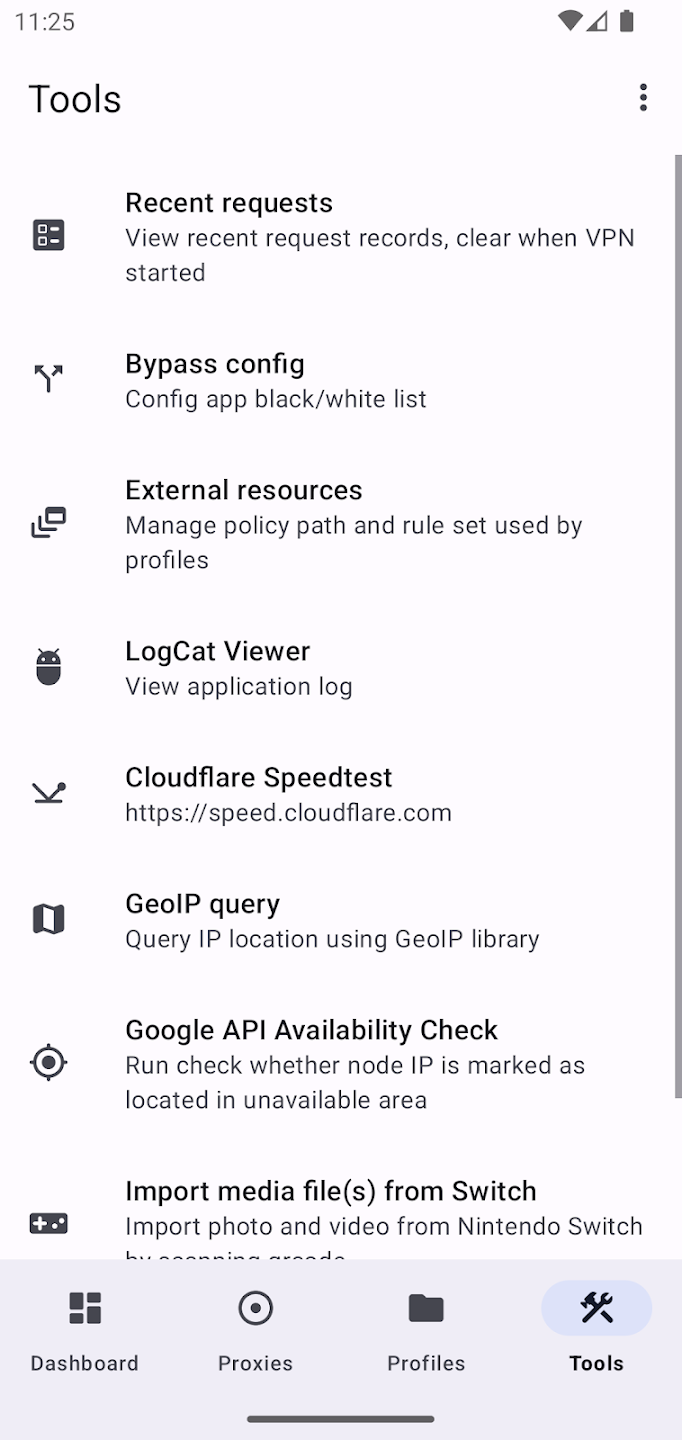 11:25
Tools
Recent requests
View recent request records, clear when VPN
started
Bypass config
Config app black/white list
External resources
Manage policy path and rule set used by
profiles
LogCat Viewer
View application log
Cloudflare Speedtest
https://speed.cloudflare.com
GeoIP query
Query IP location using GeoIP library
Google API Availability Check
Run check whether node IP is marked as
located in unavailable area
Import media file(s) from Switch
Import photo and video from Nintendo Switch
by scanning qrcode
Dashboard
Proxies
Profiles
Tools